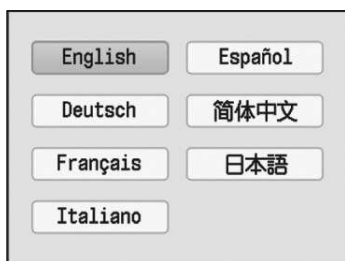 English
Español
Deutsch
简体中文
Français
日本語
Italiano